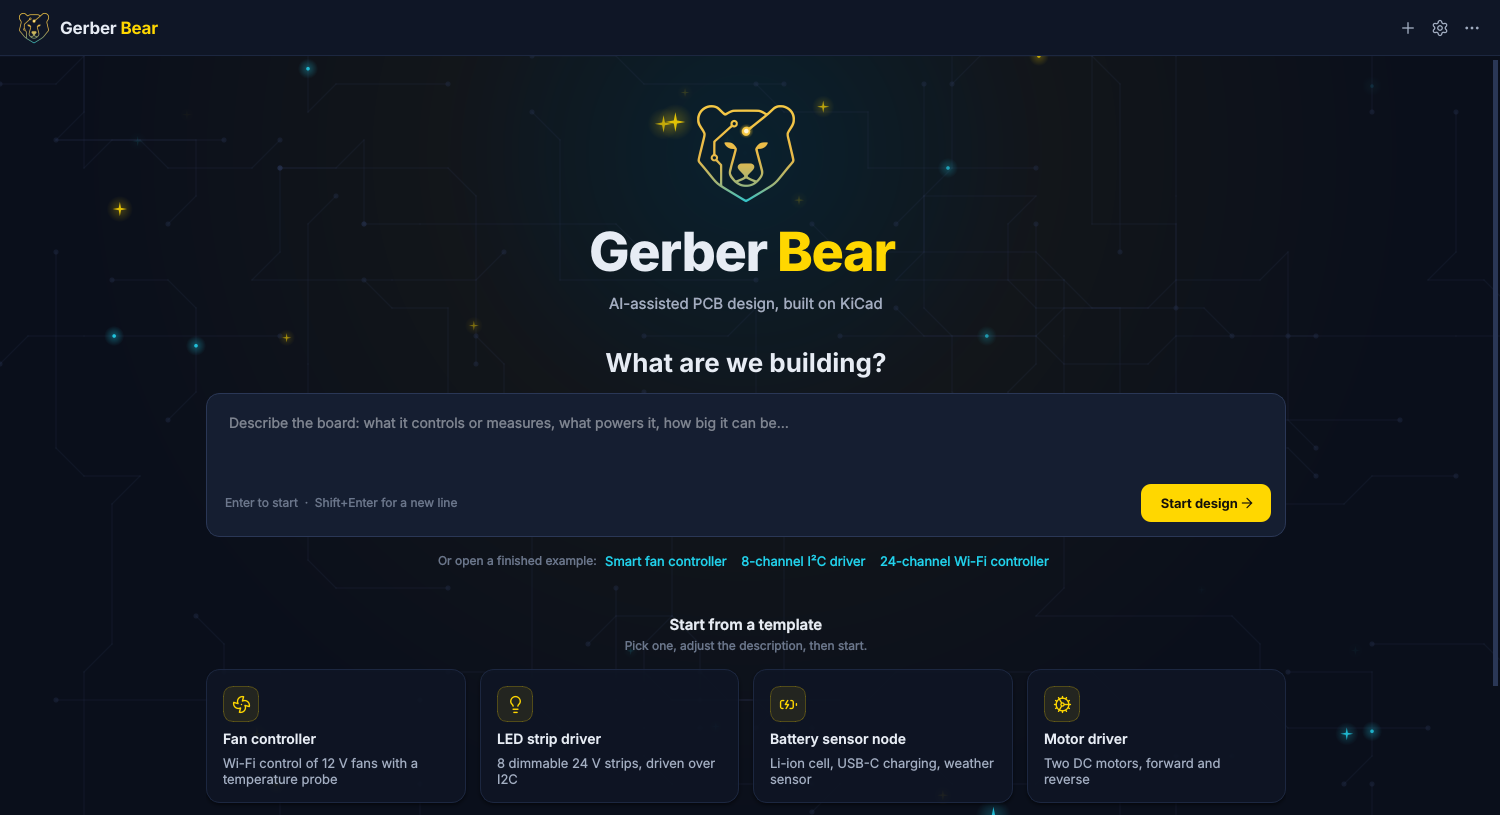 Gerber Bear
Gerber Bear
AI-assisted PCB design, built on KiCad
What are we building?
Describe the board: what it controls or measures, what powers it, how big it can be...
Enter to start · Shift+Enter for a new line
Start design →
Or open a finished example: Smart fan controller 8-channel I²C driver 24-channel Wi-Fi controller
Start from a template
Pick one, adjust the description, then start.
Fan controller
Wi-Fi control of 12 V fans with a
temperature probe
LED strip driver
8 dimmable 24 V strips, driven over
I2C
Battery sensor node
Li-ion cell, USB-C charging, weather
sensor
Motor driver
Two DC motors, forward and
reverse